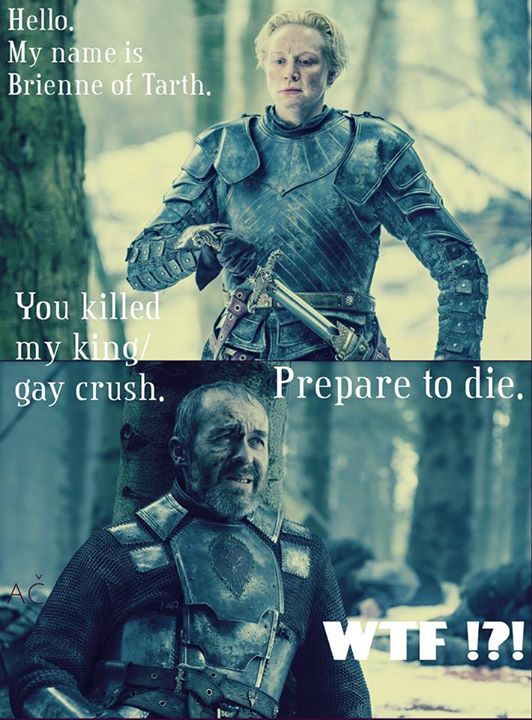 Hello.
My name is
Brienne of Tarth.
You killed
my king/
gay crush.
Prepare to die.
AČ
WTF !?!